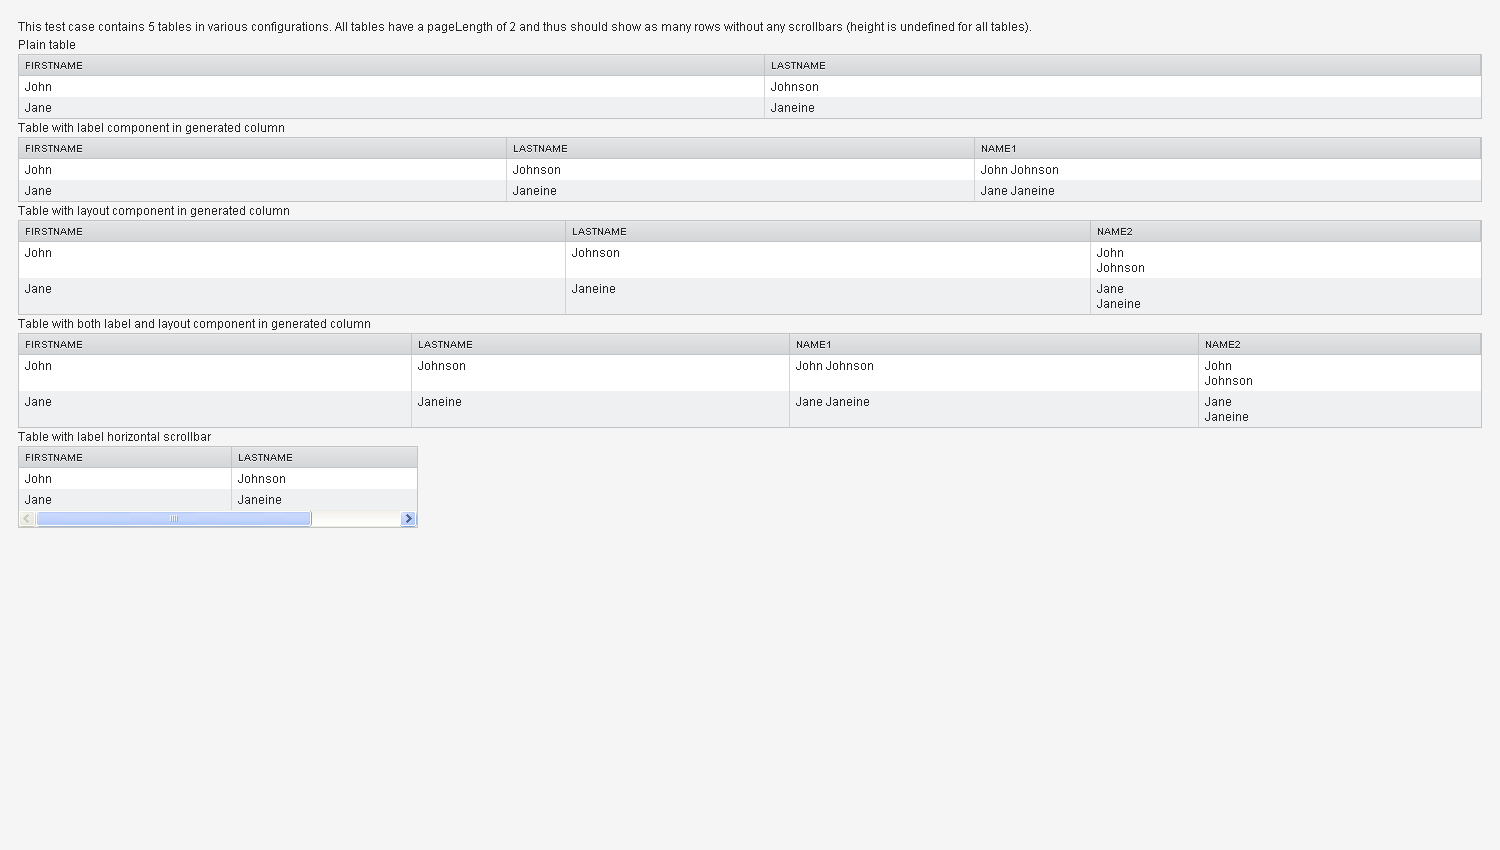 This test case contains 5 tables in various configurations. All tables have a pageLength of 2 and thus should show as many rows without any scrollbars (height is undefined for all tables).
Plain table
FIRSTNAME LASTNAME
John Johnson
Jane Janeine
Table with label component in generated column
FIRSTNAME LASTNAME NAME1
John Johnson John Johnson
Jane Janeine Jane Janeine
Table with layout component in generated column
FIRSTNAME LASTNAME NAME2
John Johnson John
Johnson
Jane Janeine Jane
Janeine
Table with both label and layout component in generated column
FIRSTNAME LASTNAME NAME1 NAME2
John Johnson John Johnson John
Johnson
Jane Janeine Jane Janeine Jane
Janeine
Table with label horizontal scrollbar
FIRSTNAME LASTNAME
John Johnson
Jane Janeine